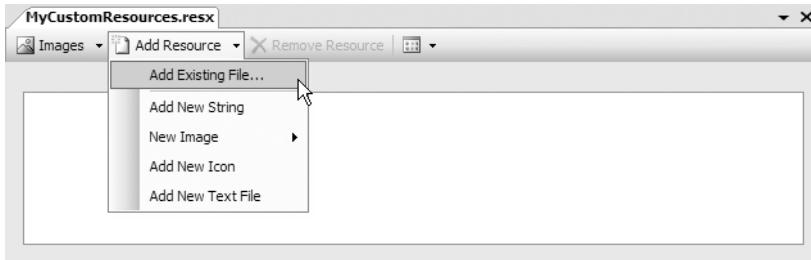 MyCustomResources.resx
Images Add Resource Remove Resource
Add Existing File...
Add New String
New Image
Add New Icon
Add New Text File